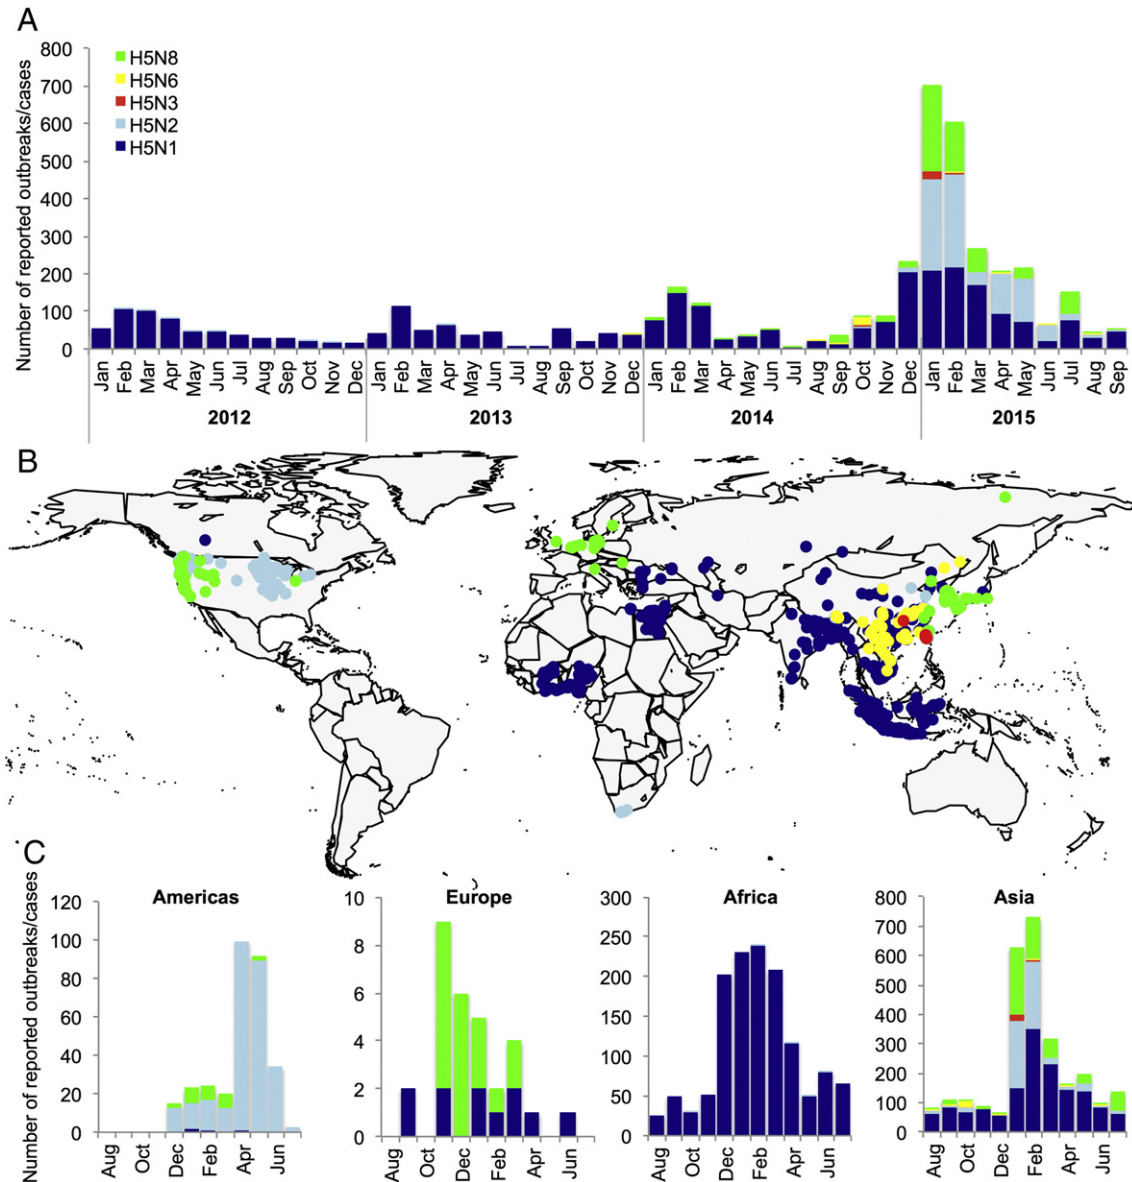 A
Number of reported outbreaks/cases
800
700
600
500
400
300
200
100
0
H5N8
H5N6
H5N3
H5N2
H5N1
Jan Feb Mar Apr May Jun Jul Aug Sep Oct Nov Dec Jan Feb Mar Apr May Jun Jul Aug Sep Oct Nov Dec Jan Feb Mar Apr May Jun Jul Aug Sep Oct Nov Dec Jan Feb Mar Apr May Jun Jul Aug Sep
2012 2013 2014 2015
B
C
Number of reported outbreaks/cases
Americas
120
100
80
60
40
20
0
Aug Oct Dec Feb Apr Jun
Europe
10
8
6
4
2
0
Aug Oct Dec Feb Apr Jun
Africa
300
250
200
150
100
50
0
Aug Oct Dec Feb Apr Jun
Asia
800
700
600
500
400
300
200
100
0
Aug Oct Dec Feb Apr Jun